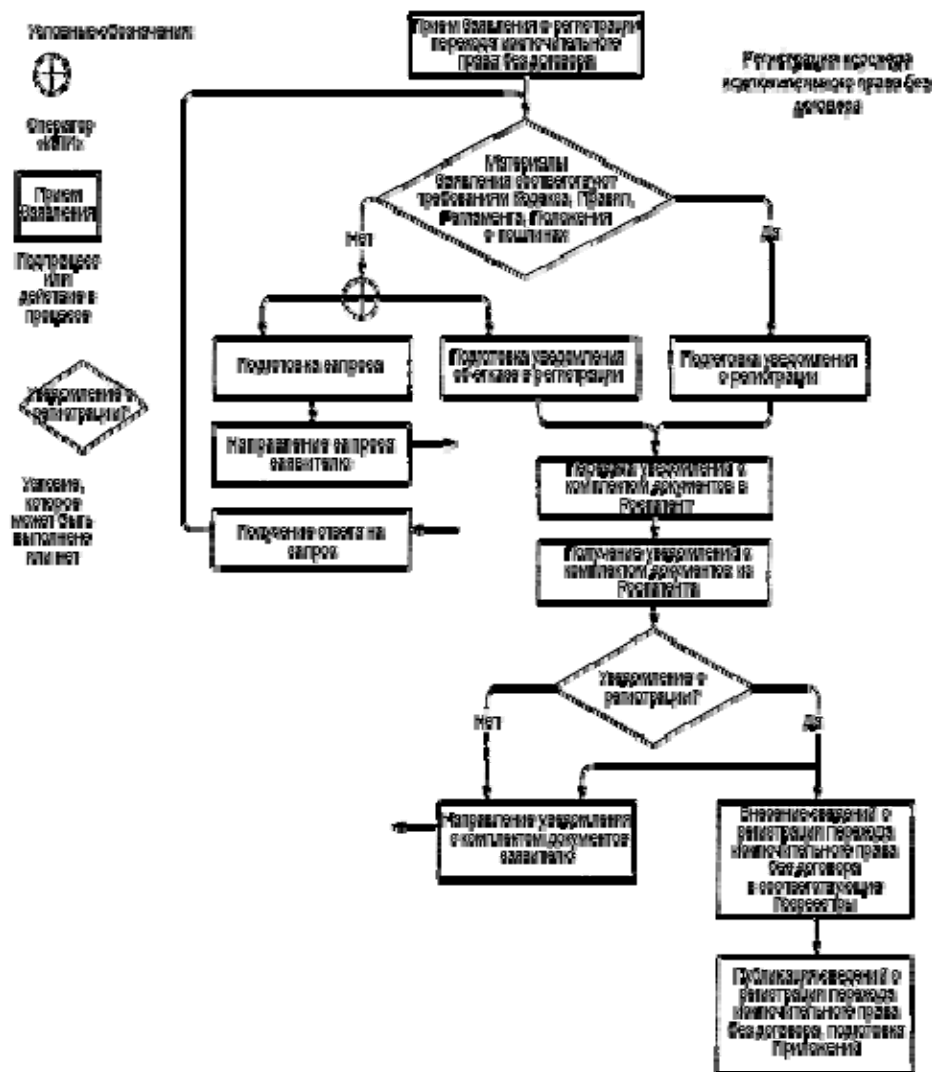 Условные обозначения:
Оператор
«ИЛИ»
Прием
Заявления
Подпроцесс
или
действие в
процессе
Уведомление о
регистрации?
Условие,
которое
может быть
выполнено
или нет
Прием Заявления о регистрации
перехода исключительного
права без договора
Регистрация перехода
исключительного права без
договора
Материалы
Заявления соответствуют
требованиям Кодекса, Правил,
Регламента, Положения
о пошлинах
Нет
Да
Подготовка запроса
Подготовка уведомления
об отказе в регистрации
Подготовка уведомления
о регистрации
Направление запроса
заявителю
Передача уведомления с
комплектом документов в
Роспатент
Получение ответа на
запрос
Получение уведомления с
комплектом документов из
Роспатента
Уведомление о
регистрации?
Нет
Да
Направление уведомления
с комплектом документов
заявителю
Внесение сведений о
регистрации перехода
исключительного права
без договора
в соответствующие
Госреестры
Публикация сведений о
регистрации перехода
исключительного права
без договора, подготовка
Приложения